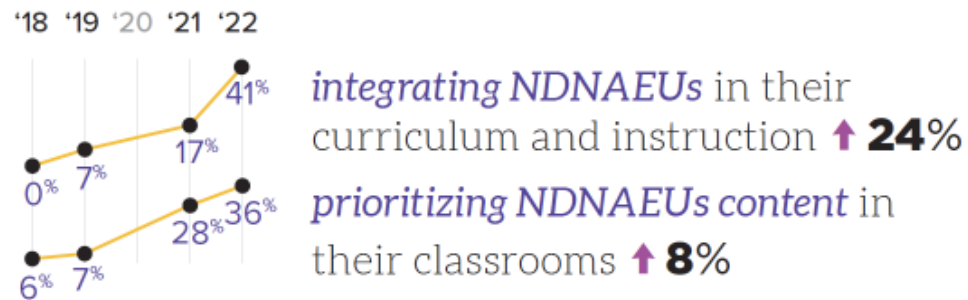 ‘18 ‘19 ‘20 ‘21 ‘22
41%
17%
7%
0%
integrating NDNAEUs in their
curriculum and instruction ⬆ 24%
36%
28%
7%
6%
prioritizing NDNAEUs content in
their classrooms ⬆ 8%